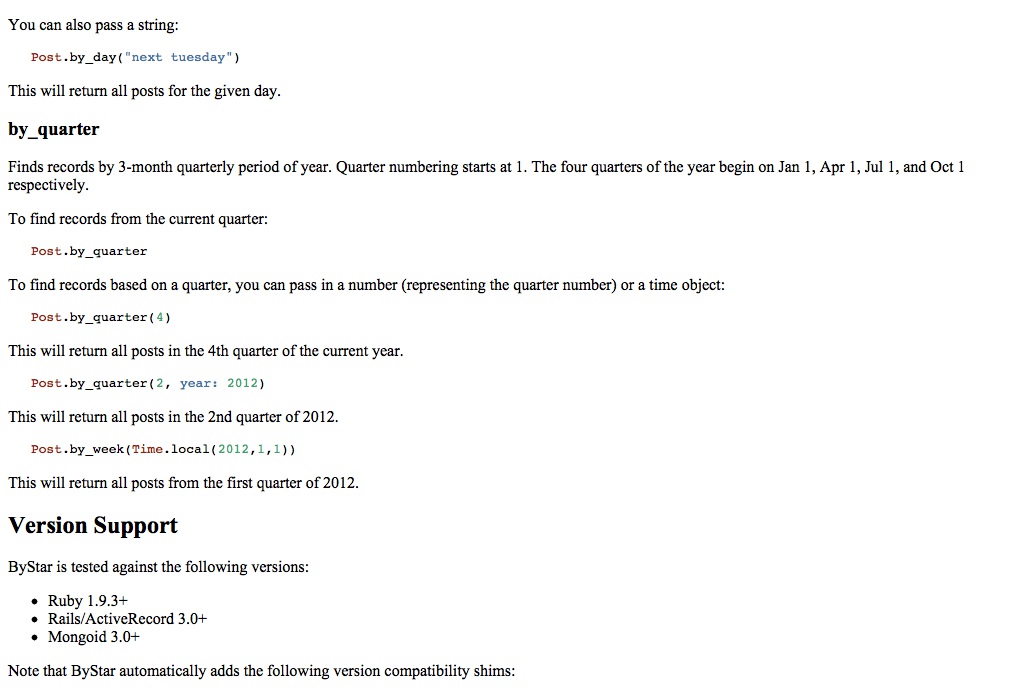 You can also pass a string:
Post.by_day("next tuesday")
This will return all posts for the given day.
by_quarter
Finds records by 3-month quarterly period of year. Quarter numbering starts at 1. The four quarters of the year begin on Jan 1, Apr 1, Jul 1, and Oct 1
respectively.
To find records from the current quarter:
Post.by_quarter
To find records based on a quarter, you can pass in a number (representing the quarter number) or a time object:
Post.by_quarter(4)
This will return all posts in the 4th quarter of the current year.
Post.by_quarter(2, year: 2012)
This will return all posts in the 2nd quarter of 2012.
Post.by_week(Time.local(2012,1,1))
This will return all posts from the first quarter of 2012.
Version Support
ByStar is tested against the following versions:
• Ruby 1.9.3+
• Rails/ActiveRecord 3.0+
• Mongoid 3.0+
Note that ByStar automatically adds the following version compatibility shims: